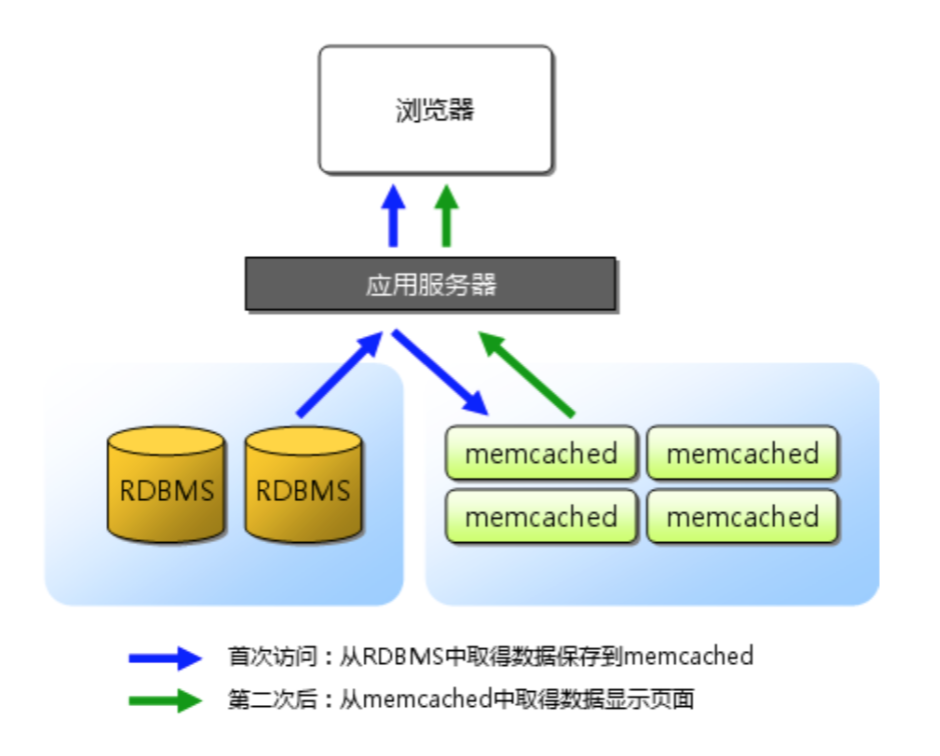 浏览器
应用服务器
RDBMS RDBMS
memcached memcached
memcached memcached
首次访问：从RDBMS中取得数据保存到memcached
第二次后：从memcached中取得数据显示页面